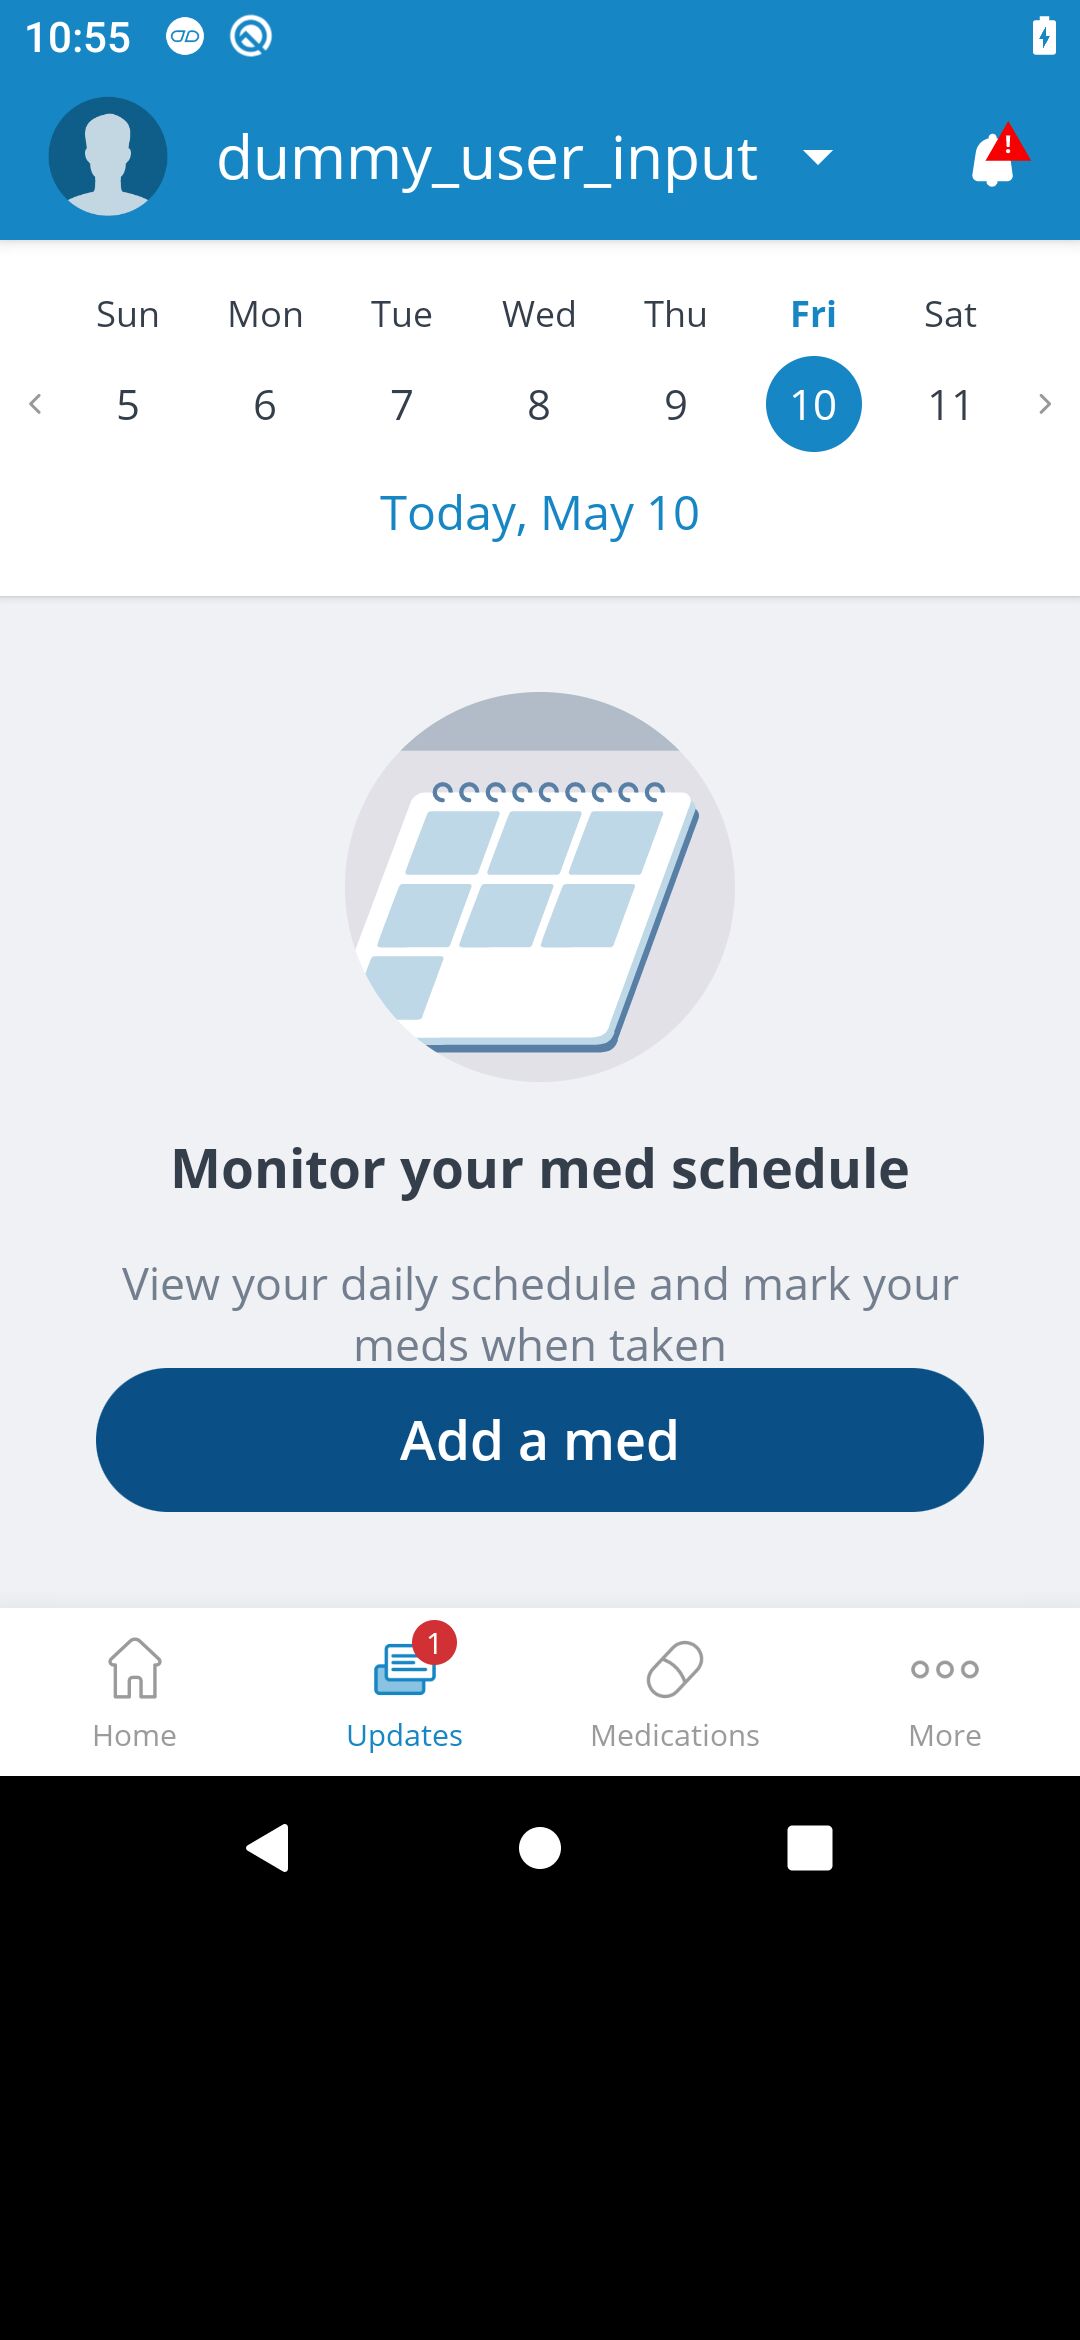 10:55
dummy_user_input
Sun Mon Tue Wed Thu Fri Sat
5 6 7 8 9 10 11
Today, May 10
Monitor your med schedule
View your daily schedule and mark your
meds when taken
Add a med
1
Home Updates Medications More